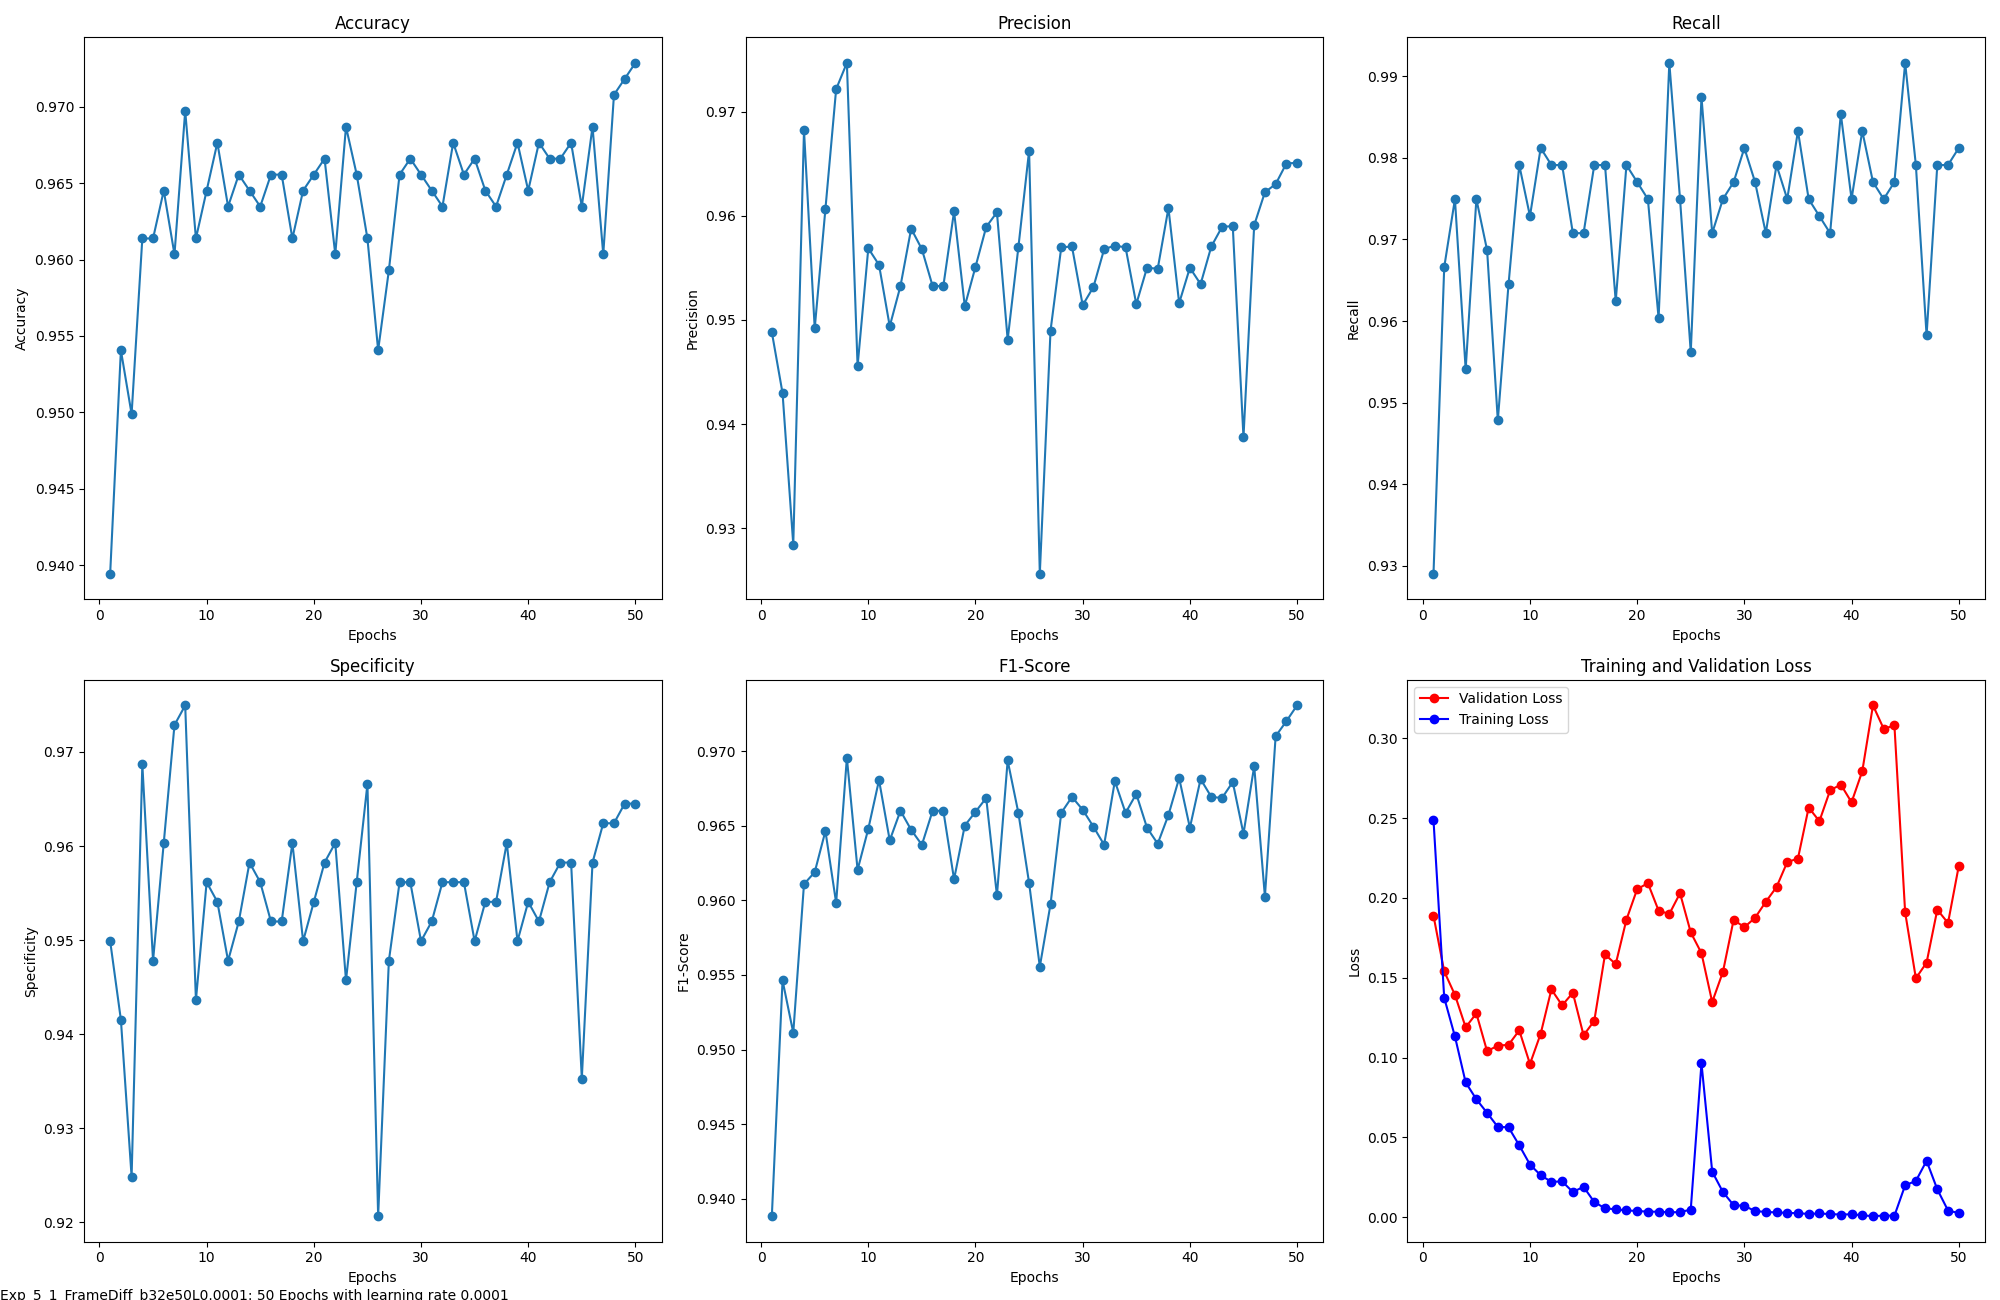 Accuracy
Accuracy
0.970
0.965
0.960
0.955
0.950
0.945
0.940
0 10 20 30 40 50
Epochs
Precision
Precision
0.97
0.96
0.95
0.94
0.93
0 10 20 30 40 50
Epochs
Recall
Recall
0.99
0.98
0.97
0.96
0.95
0.94
0.93
0 10 20 30 40 50
Epochs
Specificity
Specificity
0.97
0.96
0.95
0.94
0.93
0.92
0 10 20 30 40 50
Epochs
F1-Score
F1-Score
0.970
0.965
0.960
0.955
0.950
0.945
0.940
0 10 20 30 40 50
Epochs
Training and Validation Loss
Validation Loss
Training Loss
Loss
0.30
0.25
0.20
0.15
0.10
0.05
0.00
0 10 20 30 40 50
Epochs
Exp_5_1_FrameDiff_b32e50L0.0001: 50 Epochs with learning rate 0.0001